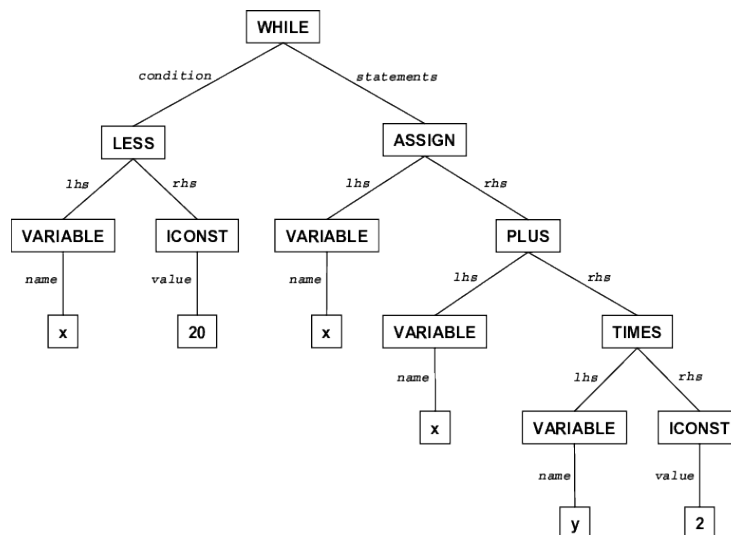 WHILE
condition statements
LESS ASSIGN
lhs rhs lhs rhs
VARIABLE ICONST VARIABLE PLUS
name value name lhs rhs
x 20 x VARIABLE TIMES
name lhs rhs
x VARIABLE ICONST
name value
y 2